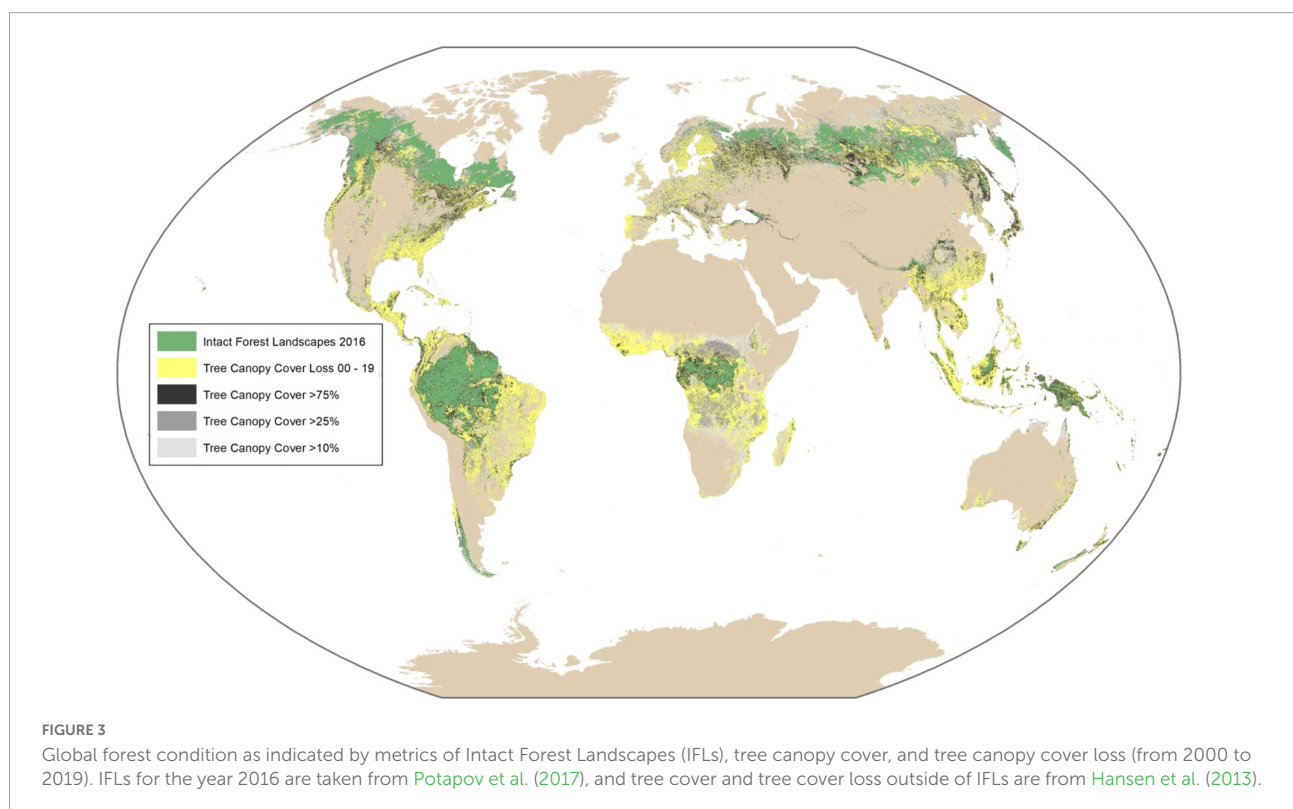 Intact Forest Landscapes 2016
Tree Canopy Cover Loss 00 - 19
Tree Canopy Cover >75%
Tree Canopy Cover >25%
Tree Canopy Cover >10%
FIGURE 3
Global forest condition as indicated by metrics of Intact Forest Landscapes (IFLs), tree canopy cover, and tree canopy cover loss (from 2000 to
2019). IFLs for the year 2016 are taken from Potapov et al. (2017), and tree cover and tree cover loss outside of IFLs are from Hansen et al. (2013).